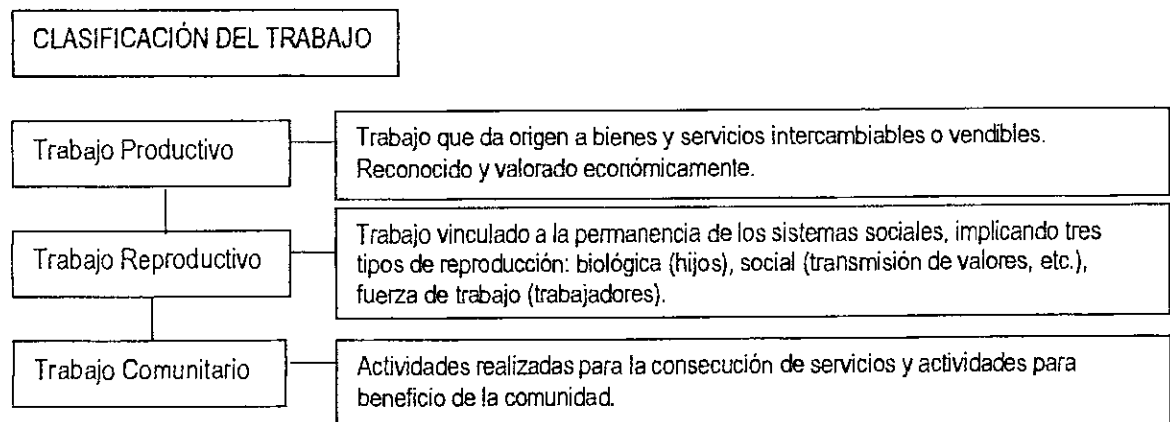 CLASIFICACIÓN DEL TRABAJO
Trabajo Productivo
Trabajo que da origen a bienes y servicios intercambiables o vendibles.
Reconocido y valorado económicamente.
Trabajo Reproductivo
Trabajo vinculado a la permanencia de los sistemas sociales, implicando tres
tipos de reproducción: biológica (hijos), social (transmisión de valores, etc.),
fuerza de trabajo (trabajadores).
Trabajo Comunitario
Actividades realizadas para la consecución de servicios y actividades para
beneficio de la comunidad.